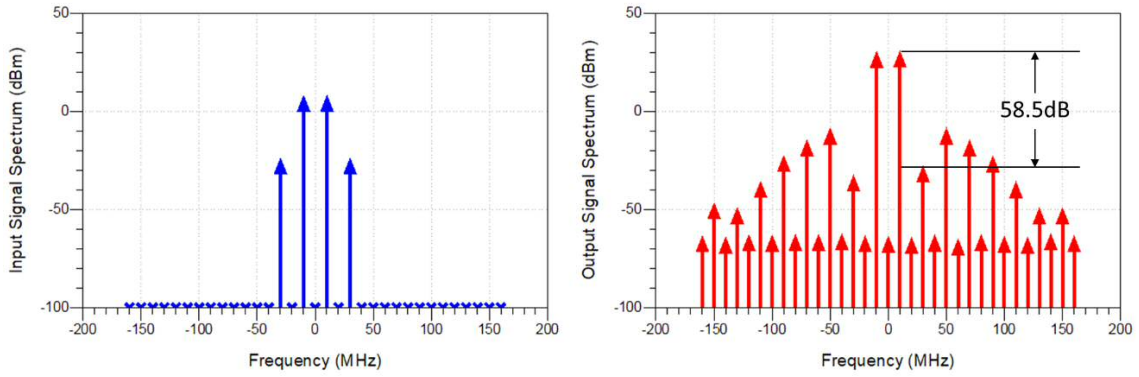 50
0
-50
-100
Input Signal Spectrum (dBm)
-200 -150 -100 -50 0 50 100 150 200
Frequency (MHz)
50
0
-50
-100
Output Signal Spectrum (dBm)
58.5dB
-200 -150 -100 -50 0 50 100 150 200
Frequency (MHz)